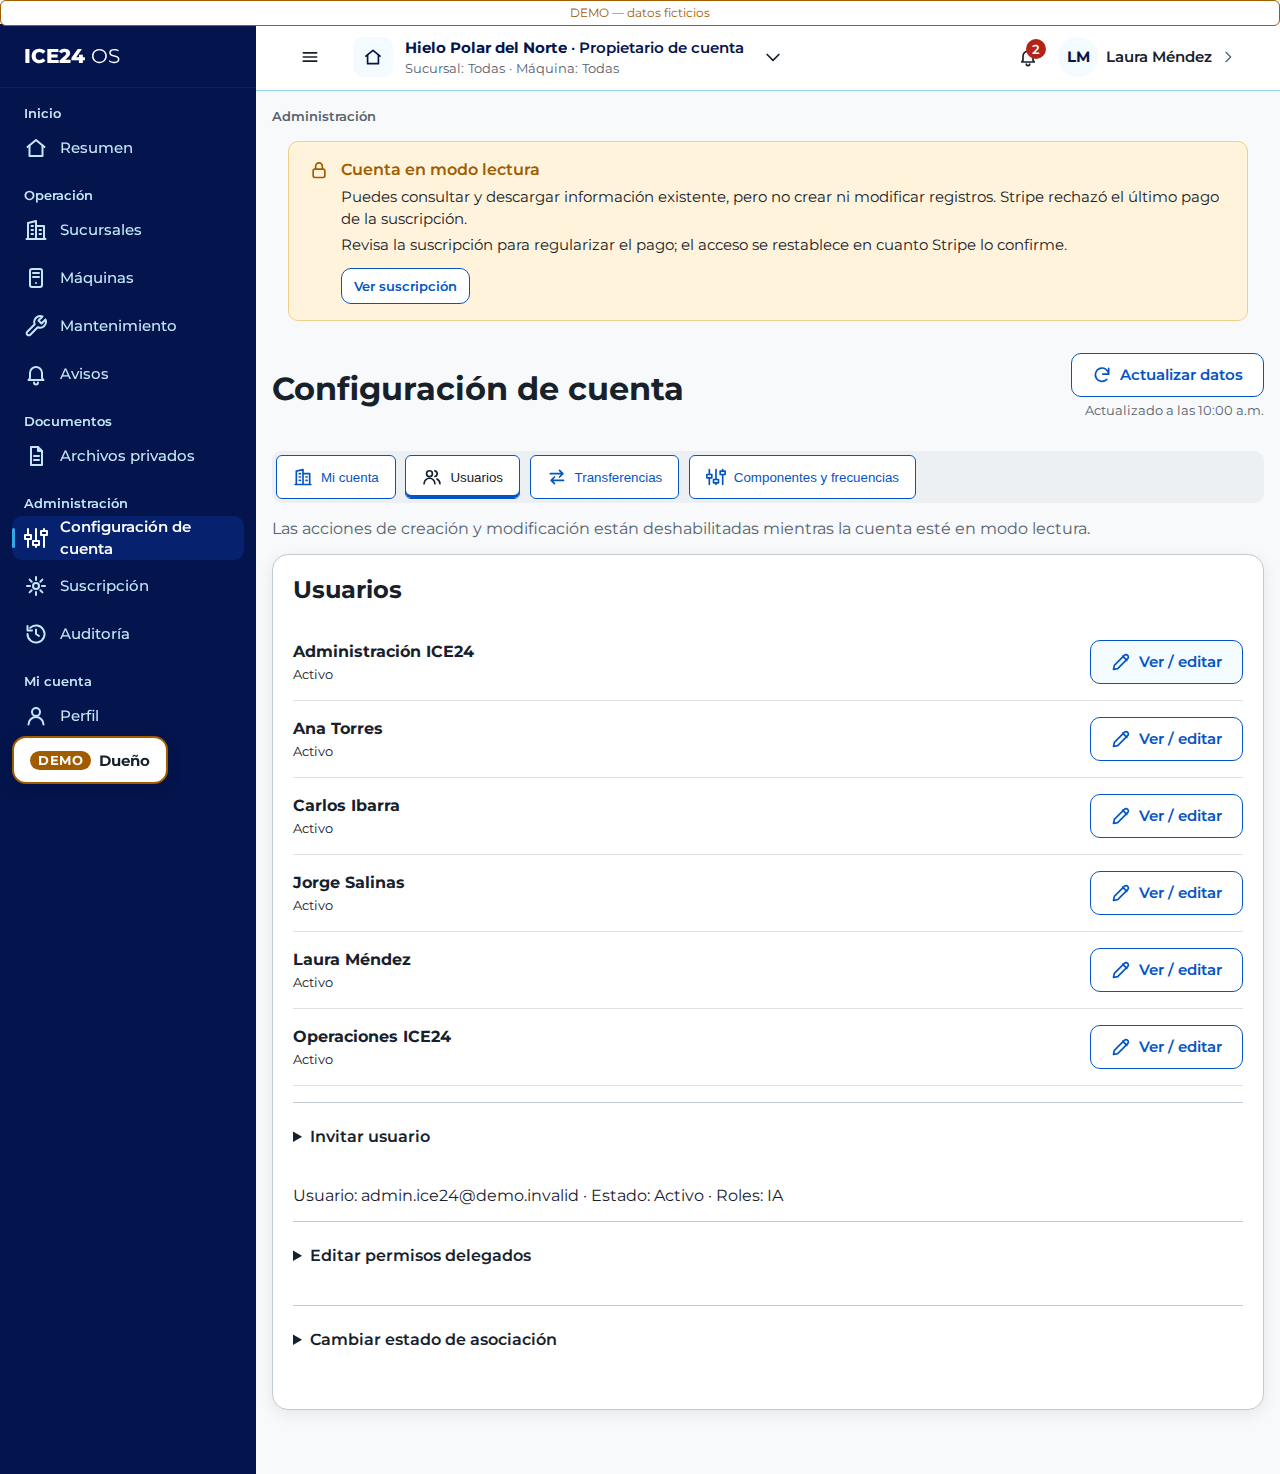 DEMO — datos ficticios
ICE24 OS
Inicio
Resumen
Operación
Sucursales
Máquinas
Mantenimiento
Avisos
Documentos
Archivos privados
Administración
Configuración de
cuenta
Suscripción
Auditoría
Mi cuenta
Perfil
DEMO Dueño
Hielo Polar del Norte · Propietario de cuenta
Sucursal: Todas · Máquina: Todas
2
LM Laura Méndez
Administración
Cuenta en modo lectura
Puedes consultar y descargar información existente, pero no crear ni modificar registros. Stripe rechazó el último pago
de la suscripción.
Revisa la suscripción para regularizar el pago; el acceso se restablece en cuanto Stripe lo confirme.
Ver suscripción
Configuración de cuenta
Actualizar datos
Actualizado a las 10:00 a.m.
Mi cuenta Usuarios Transferencias Componentes y frecuencias
Las acciones de creación y modificación están deshabilitadas mientras la cuenta esté en modo lectura.
Usuarios
Administración ICE24
Activo
Ver / editar
Ana Torres
Activo
Ver / editar
Carlos Ibarra
Activo
Ver / editar
Jorge Salinas
Activo
Ver / editar
Laura Méndez
Activo
Ver / editar
Operaciones ICE24
Activo
Ver / editar
Invitar usuario
Usuario: admin.ice24@demo.invalid · Estado: Activo · Roles: IA
Editar permisos delegados
Cambiar estado de asociación